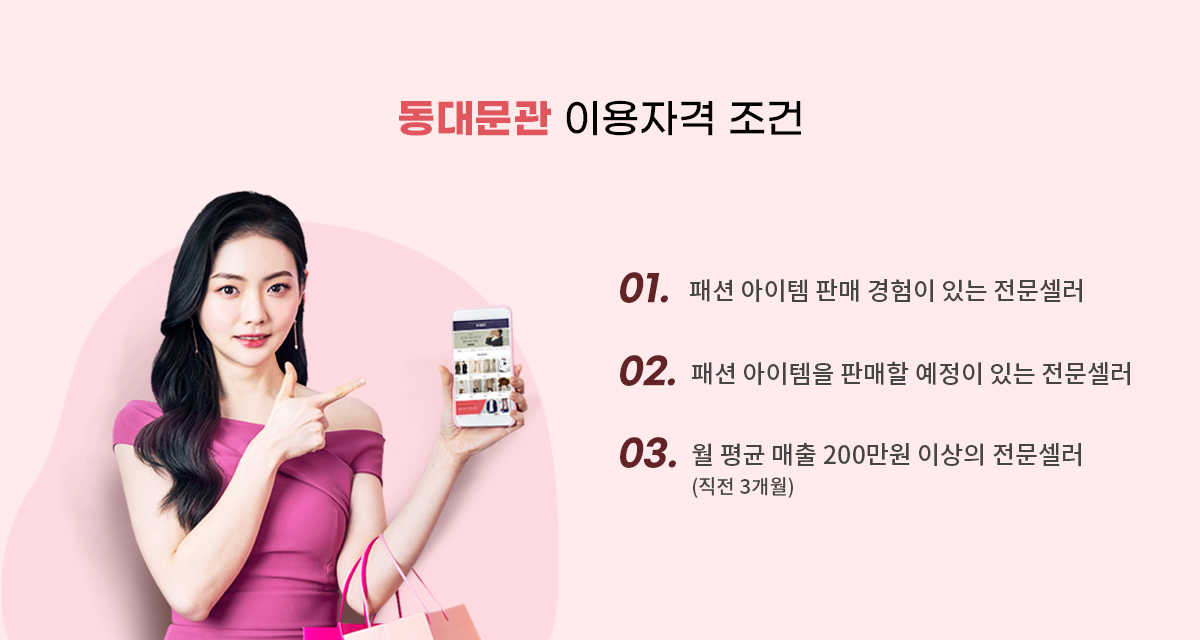 동대문관 이용자격 조건
01. 패션 아이템 판매 경험이 있는 전문셀러
02. 패션 아이템을 판매할 예정이 있는 전문셀러
03. 월 평균 매출 200만원 이상의 전문셀러
(직전 3개월)